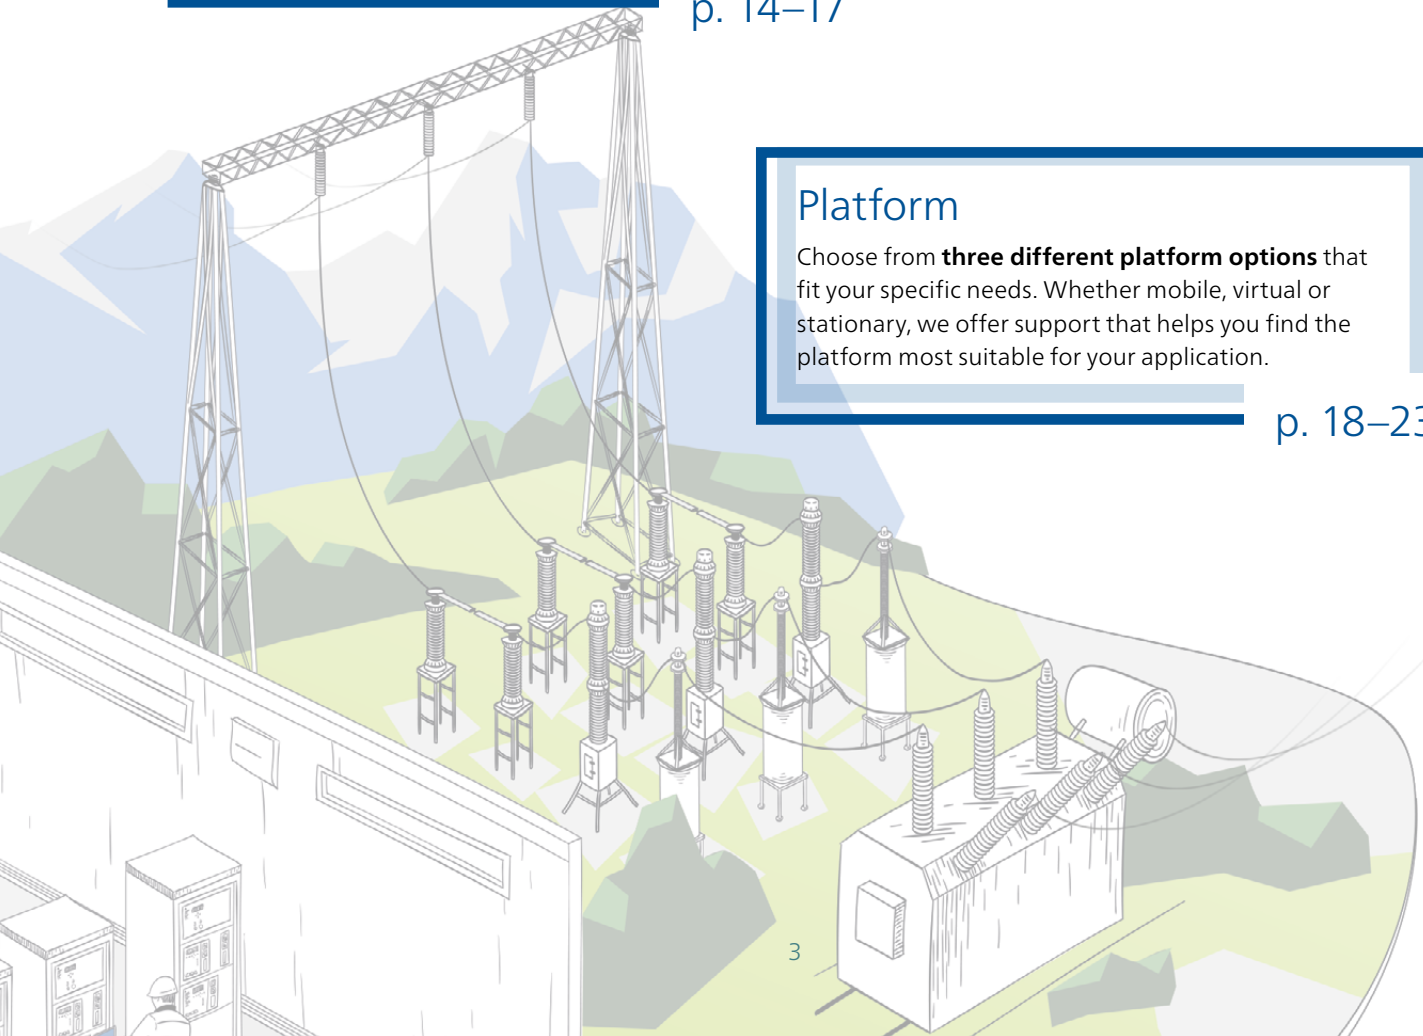 p. 14–17
Platform
Choose from three different platform options that
fit your specific needs. Whether mobile, virtual or
stationary, we offer support that helps you find the
platform most suitable for your application.
p. 18–23
3